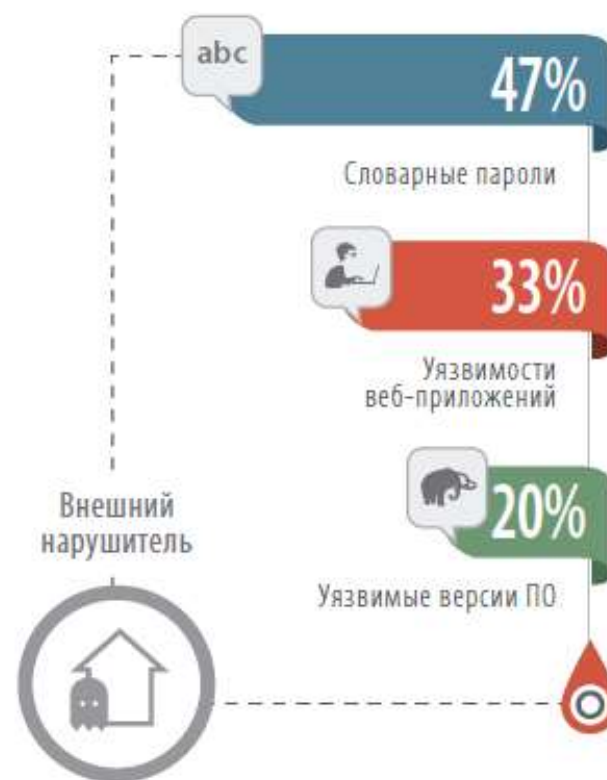 abc
47%
Словарные пароли
33%
Уязвимости
веб-приложений
20%
Уязвимые версии ПО
Внешний
нарушитель